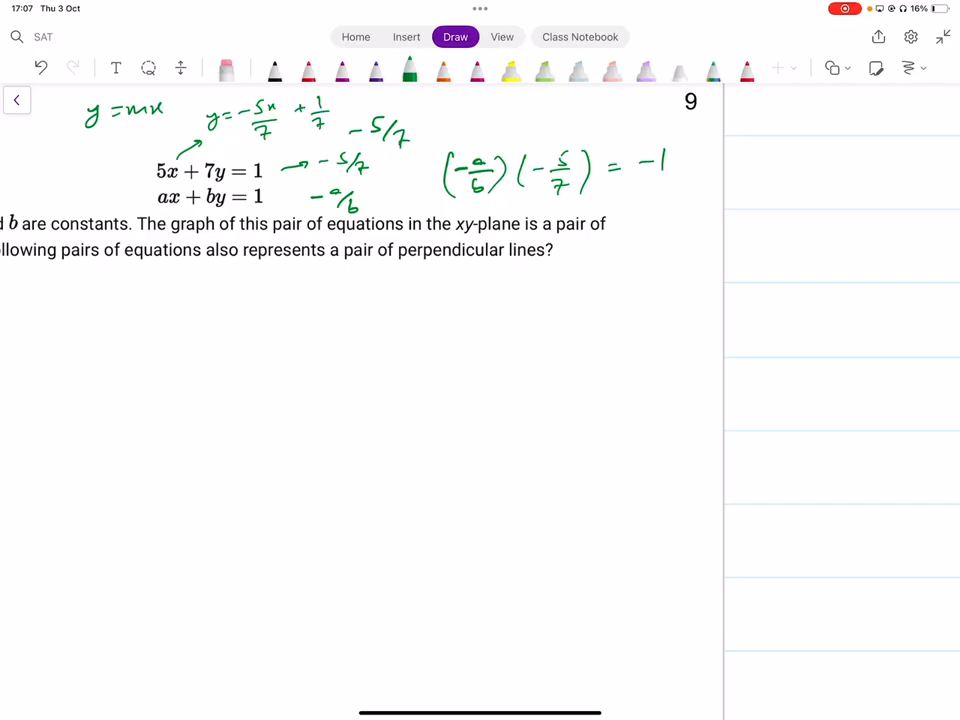 17:07 Thu 3 Oct
16%
SAT
Home Insert Draw View Class Notebook
T
y = mx y = -5x/7 + 1/7
9
-5/7
5x + 7y = 1 → -5/7
(-a/b)(-5/7) = -1
ax + by = 1 -a/b
d b are constants. The graph of this pair of equations in the xy-plane is a pair of
ollowing pairs of equations also represents a pair of perpendicular lines?